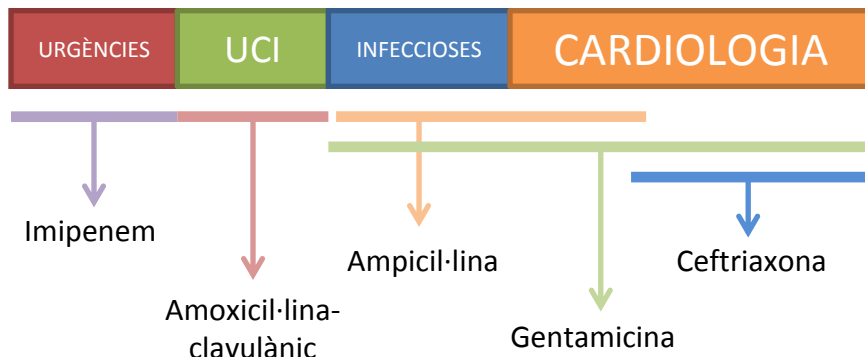 URGÈNCIES
UCI
INFECCIOSES
CARDIOLOGIA
Imipenem
Amoxicil·lina-
clavulànic
Ampicil·lina
Gentamicina
Ceftriaxona